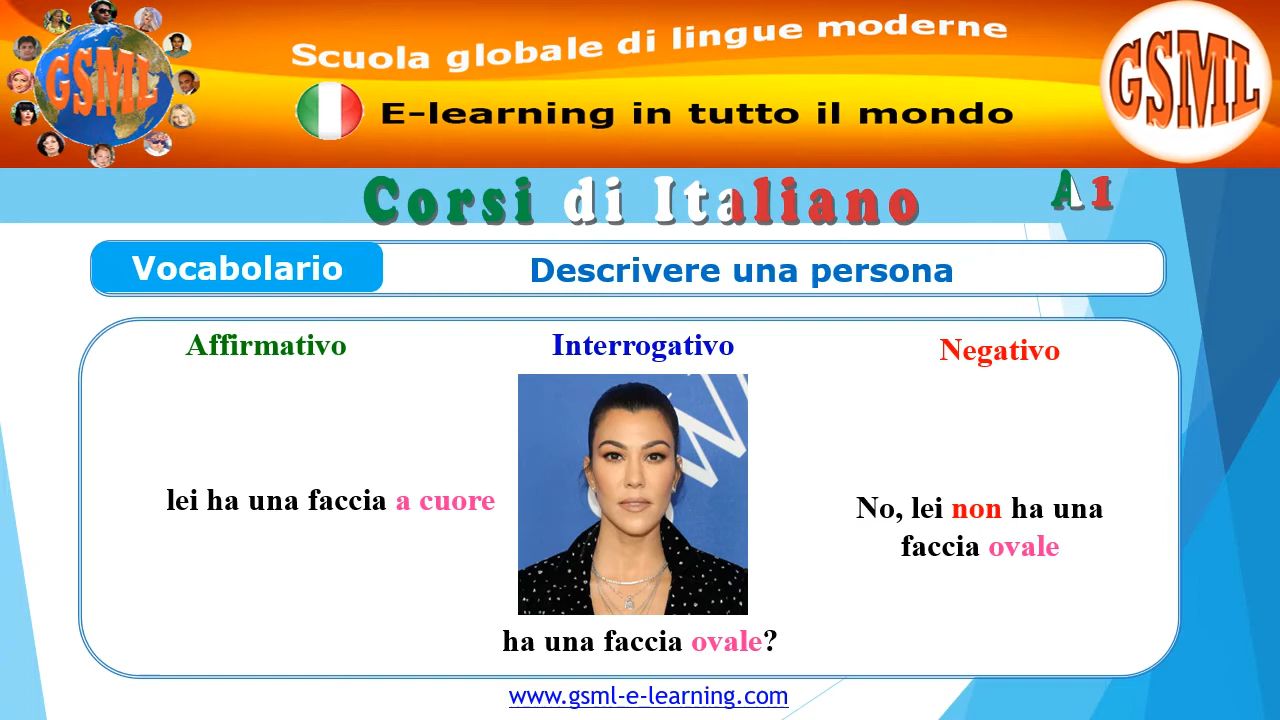 Scuola globale di lingue moderne
GSML
GSML
E-learning in tutto il mondo
Corsi di Italiano
A1
Vocabolario
Descrivere una persona
Affirmativo
Interrogativo
Negativo
W
lei ha una faccia a cuore
No, lei non ha una
faccia ovale
ha una faccia ovale?
www.gsml-e-learning.com